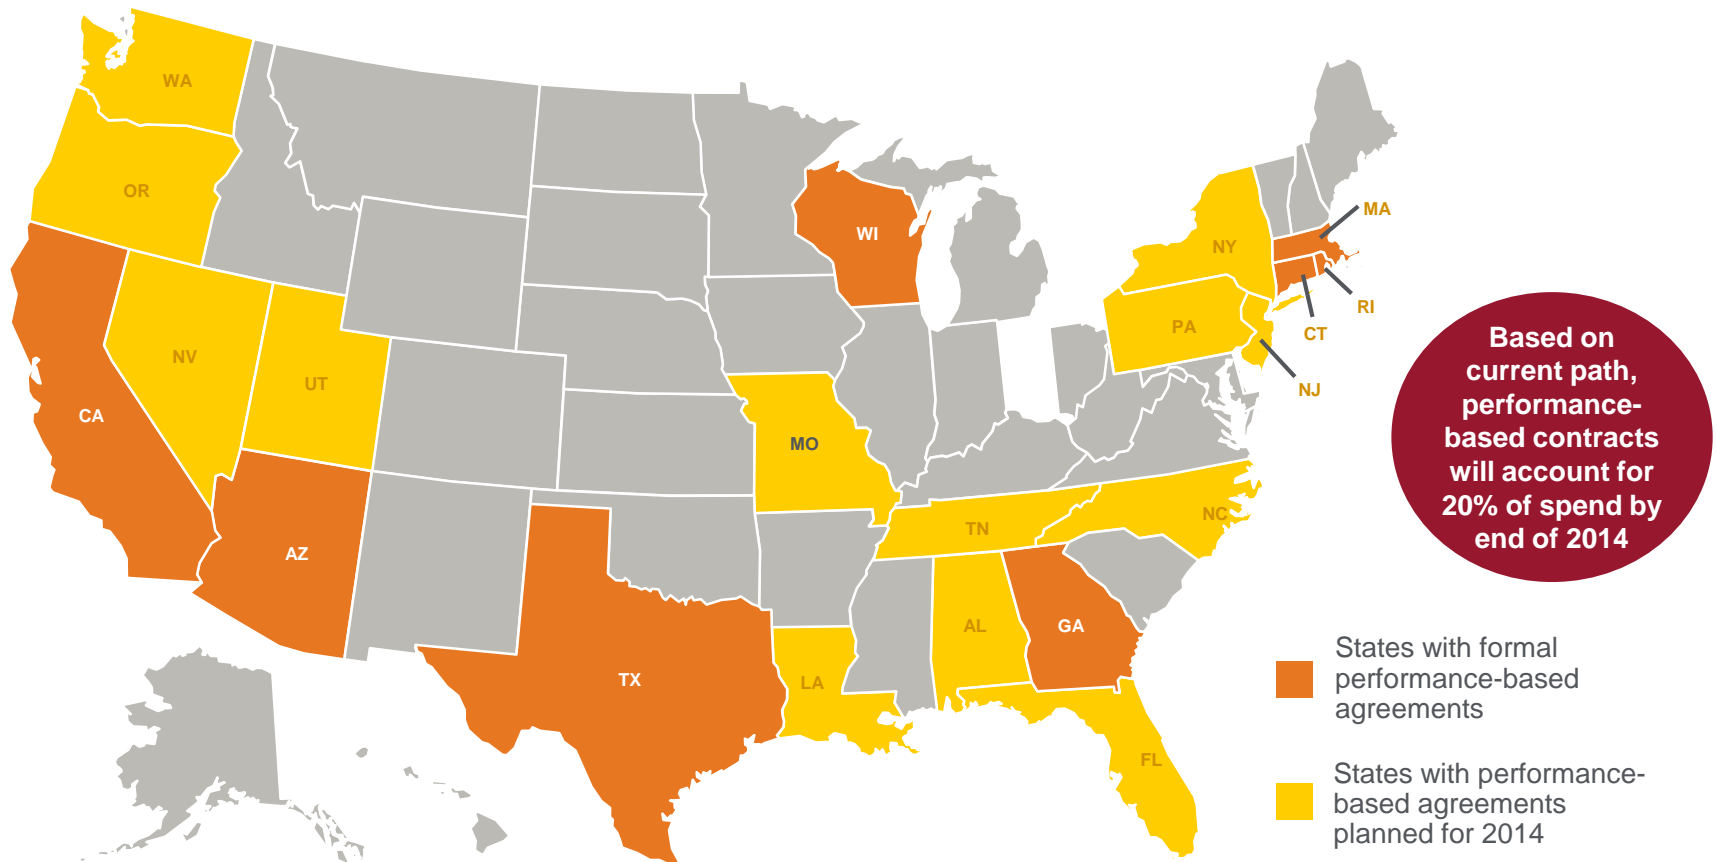 WA
OR
CA
NV
UT
AZ
TX
MO
WI
LA
TN
AL
GA
FL
NC
NY
PA
MA
RI
CT
NJ
Based on
current path,
performance-
based contracts
will account for
20% of spend by
end of 2014
States with formal
performance-based
agreements
States with performance-
based agreements
planned for 2014